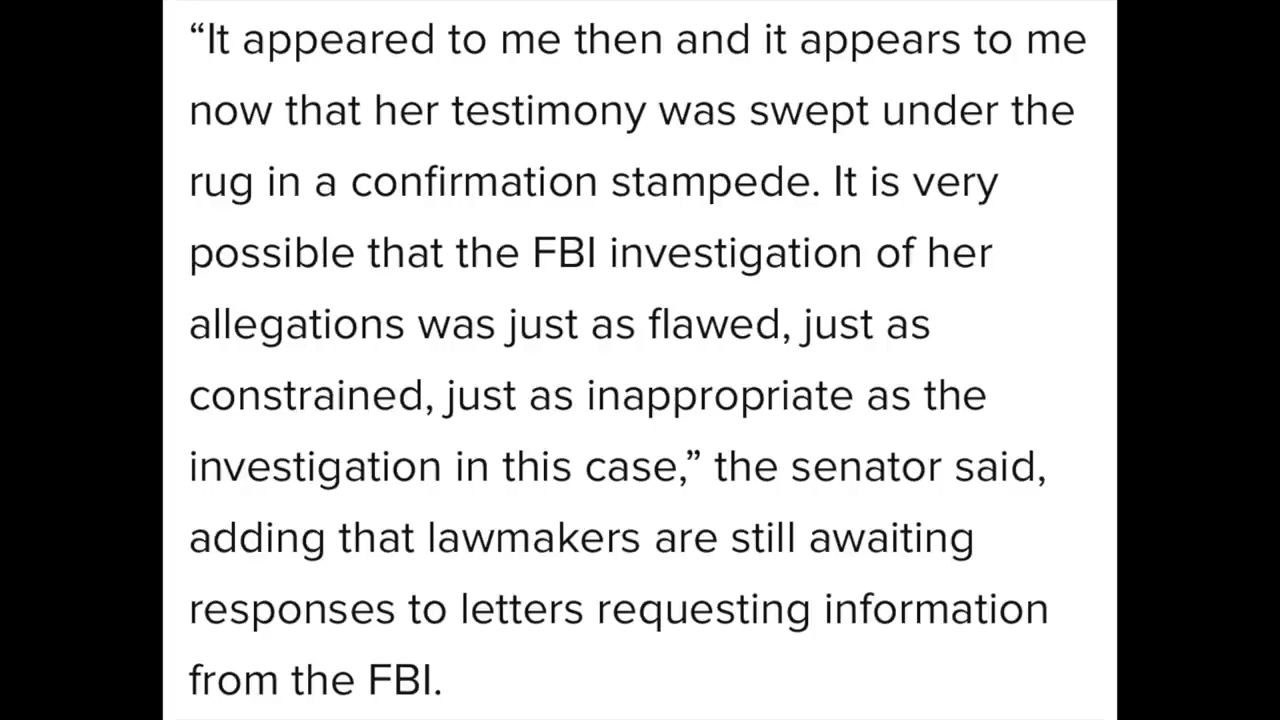 “It appeared to me then and it appears to me
now that her testimony was swept under the
rug in a confirmation stampede. It is very
possible that the FBI investigation of her
allegations was just as flawed, just as
constrained, just as inappropriate as the
investigation in this case,” the senator said,
adding that lawmakers are still awaiting
responses to letters requesting information
from the FBI.